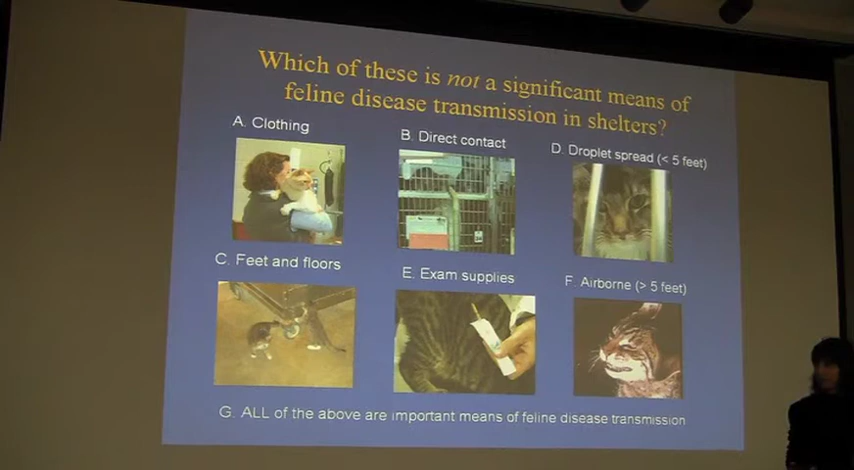 Which of these is not a significant means of
feline disease transmission in shelters?
A. Clothing
B. Direct contact
D. Droplet spread (< 5 feet)
C. Feet and floors
E. Exam supplies
F. Airborne (> 5 feet)
G. ALL of the above are important means of feline disease transmission